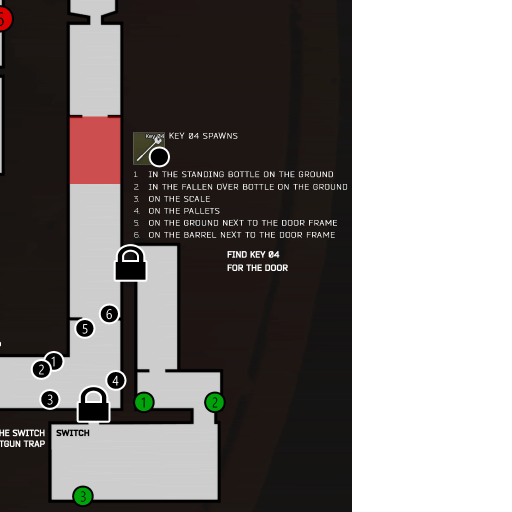 5
Key 04
KEY 04 SPAWNS
1. IN THE STANDING BOTTLE ON THE GROUND
2. IN THE FALLEN OVER BOTTLE ON THE GROUND
3. ON THE SCALE
4. ON THE PALLETS
5. ON THE GROUND NEXT TO THE DOOR FRAME
6. ON THE BARREL NEXT TO THE DOOR FRAME
FIND KEY 04
FOR THE DOOR
6
5
1
2
4
3
1
2
HE SWITCH
TGUN TRAP
SWITCH
3